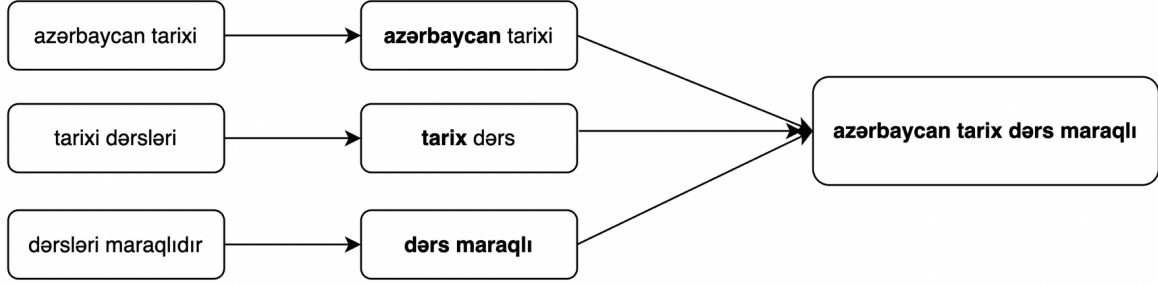 azərbaycan tarixi
azərbaycan tarixi
tarixi dərsləri
tarix dərs
azərbaycan tarix dərs maraqlı
dərsləri maraqlıdır
dərs maraqlı